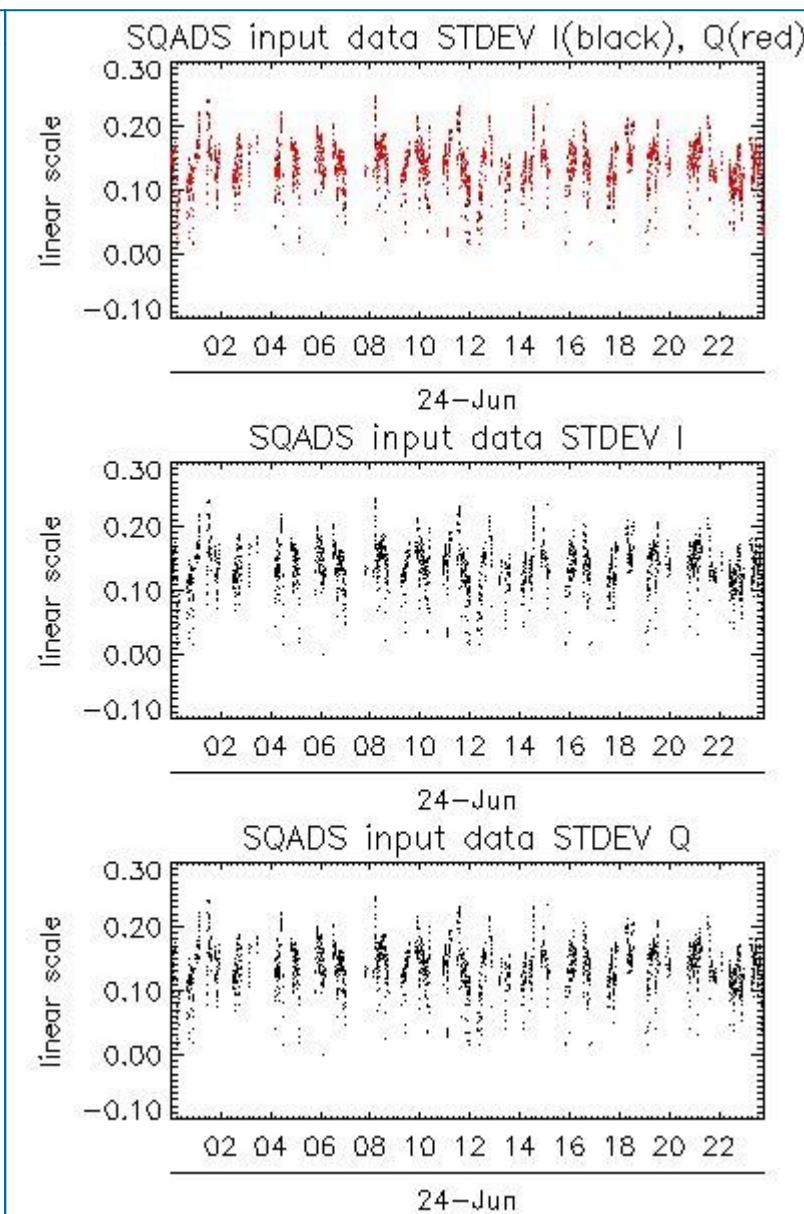 SQADS input data STDEV I(black), Q(red)
0.30
0.20
0.10
0.00
-0.10
linear scale
02 04 06 08 10 12 14 16 18 20 22
24-Jun
SQADS input data STDEV I
0.30
0.20
0.10
0.00
-0.10
linear scale
02 04 06 08 10 12 14 16 18 20 22
24-Jun
SQADS input data STDEV Q
0.30
0.20
0.10
0.00
-0.10
linear scale
02 04 06 08 10 12 14 16 18 20 22
24-Jun